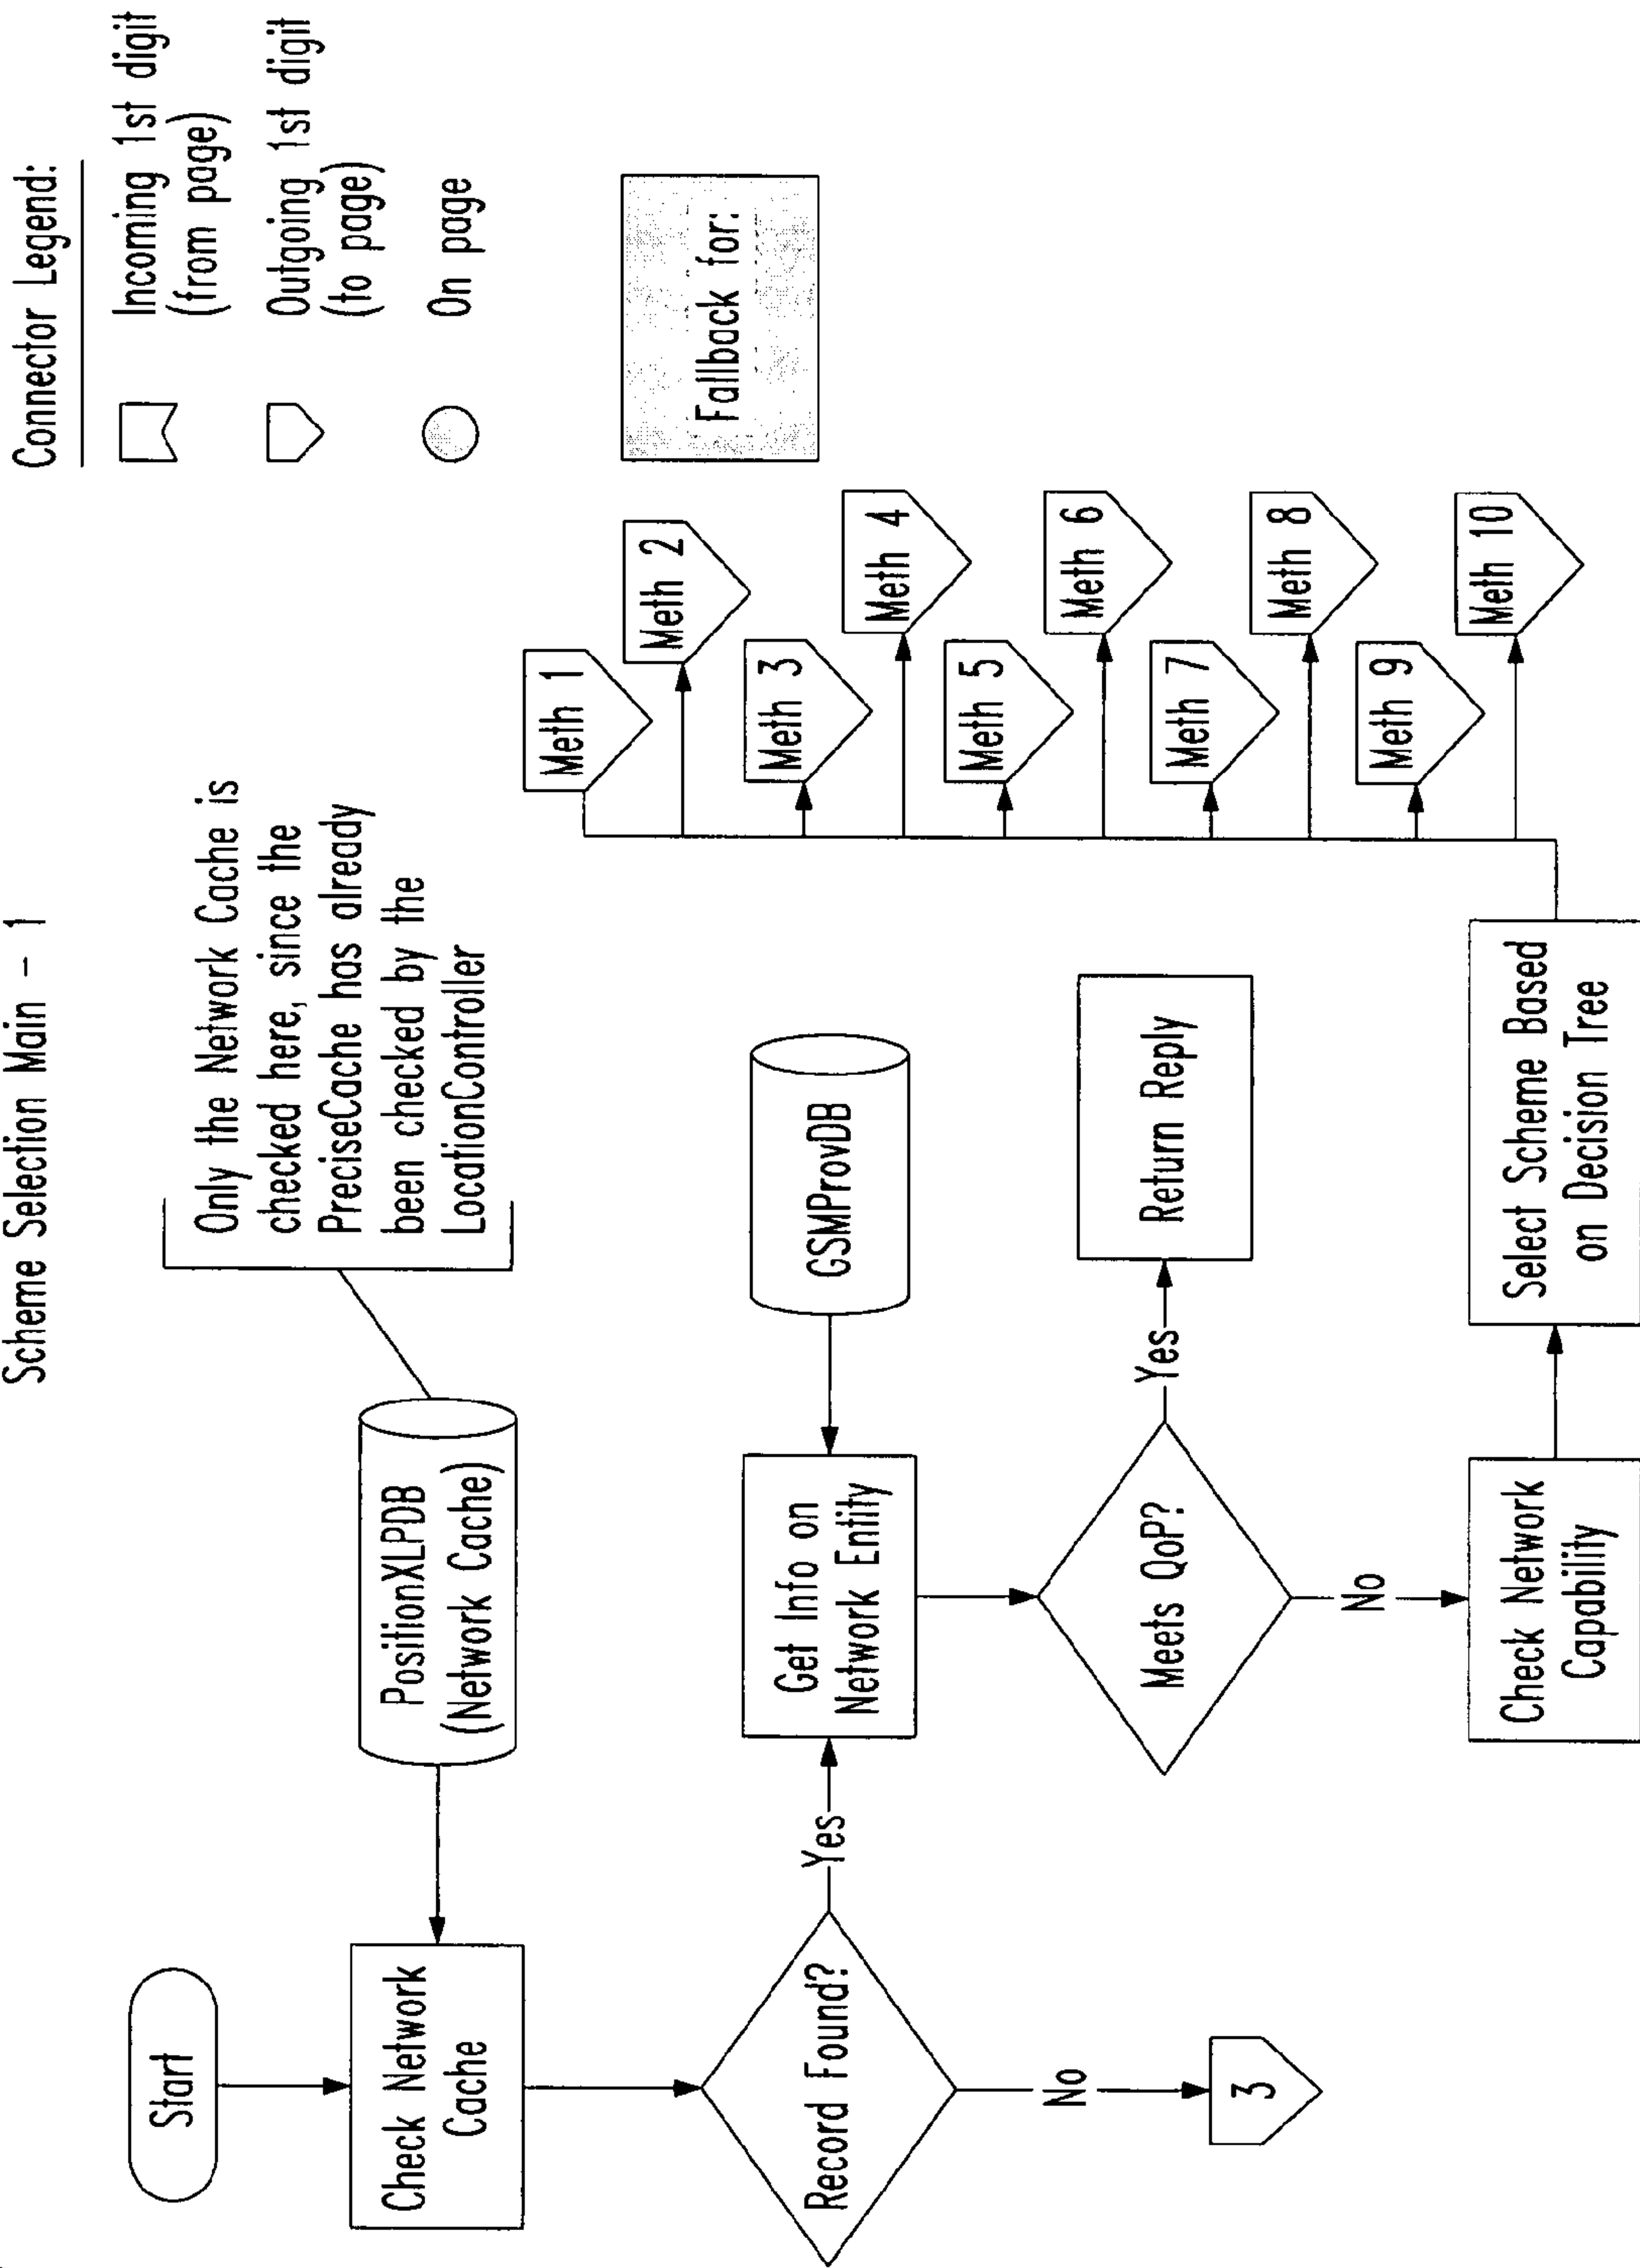 Scheme Selection Main - 1
Connector Legend:
Incoming 1st digit
(from page)
Outgoing 1st digit
(to page)
On page
Fallback for:
Start
Check Network
Cache
PositionXLPDB
(Network Cache)
Only the Network Cache is
checked here, since the
PreciseCache has already
been checked by the
LocationController
Record Found?
Yes
No
3
Get Info on
Network Entity
GSMProvDB
Meets QoP?
Yes
Return Reply
No
Check Network
Capability
Select Scheme Based
on Decision Tree
Meth 1
Meth 2
Meth 3
Meth 4
Meth 5
Meth 6
Meth 7
Meth 8
Meth 9
Meth 10